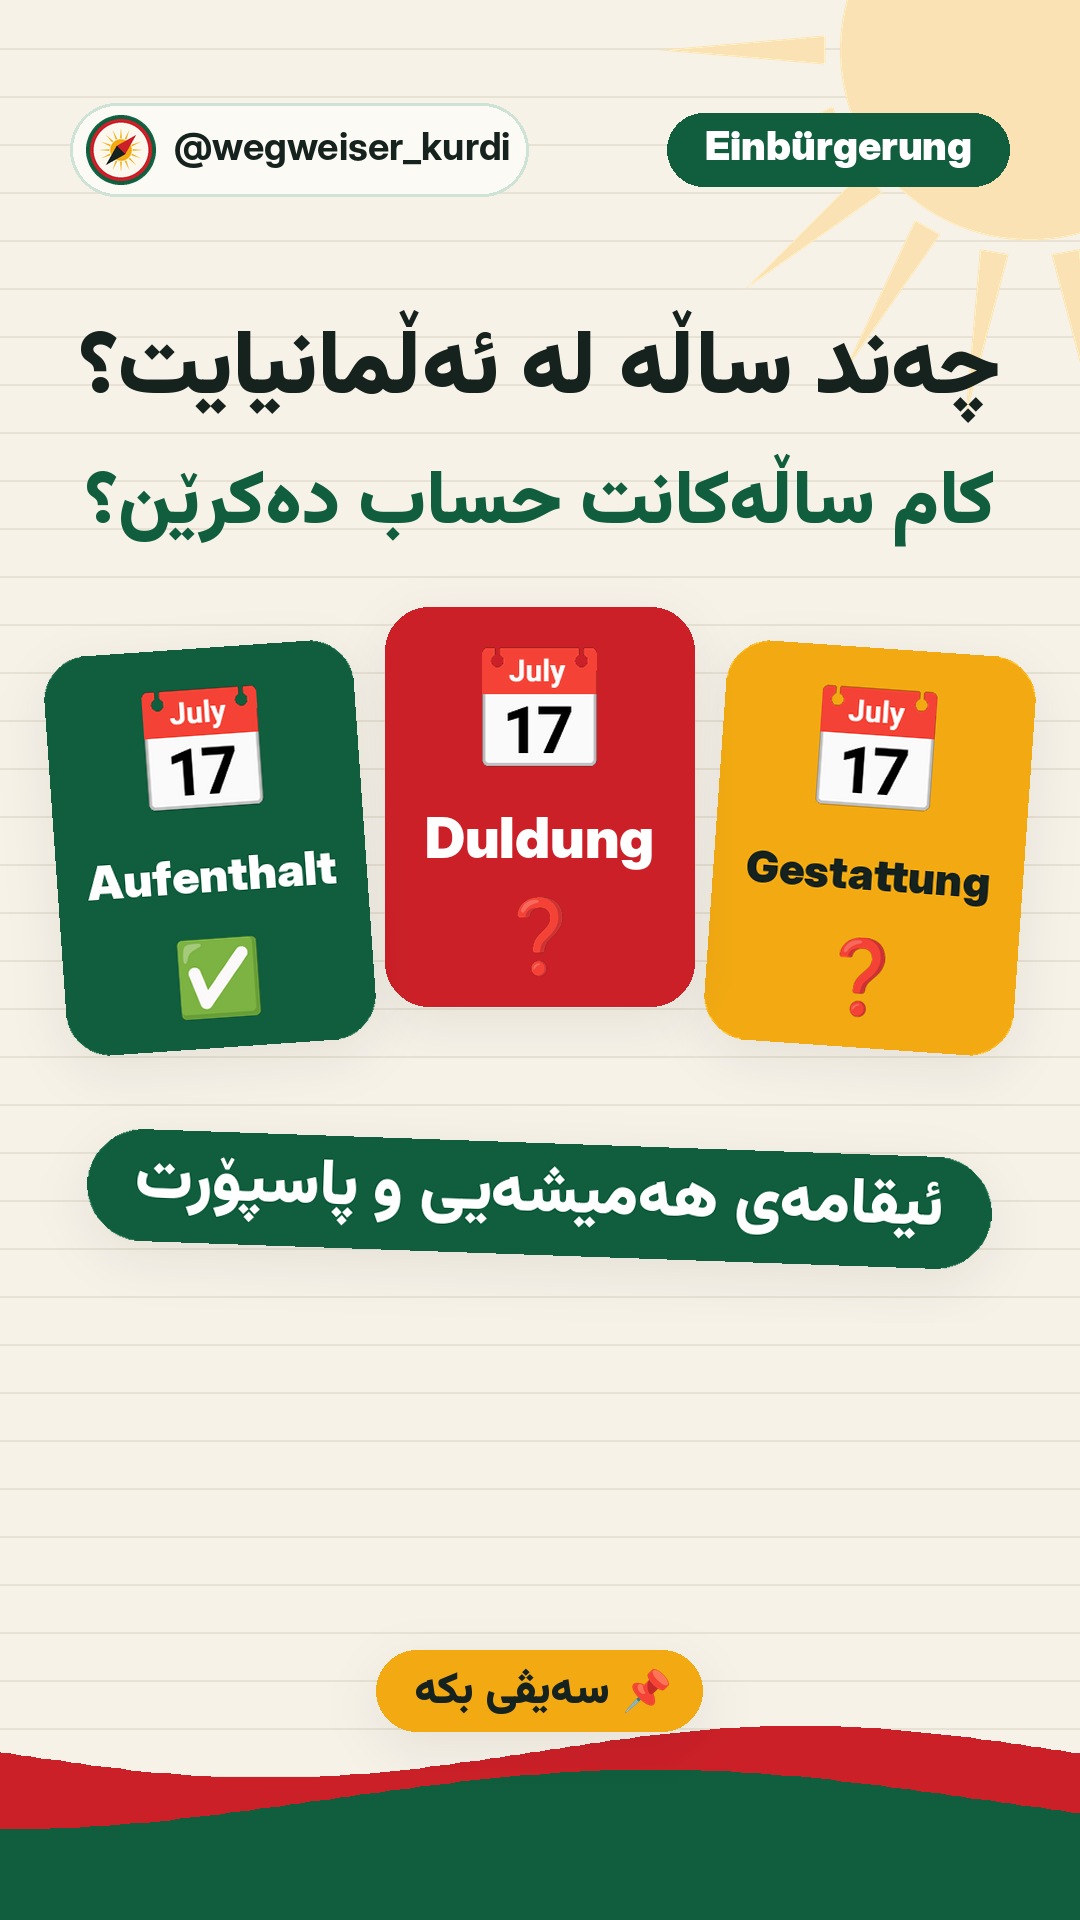 @wegweiser_kurdi
Einbürgerung
چەند ساڵە لە ئەڵمانیایت؟
کام ساڵەکانت حساب دەکرێن؟
July
17
Aufenthalt
July
17
Duldung
July
17
Gestattung
ئیقامەی هەمیشەیی و پاسپۆرت
سەیڤی بکە